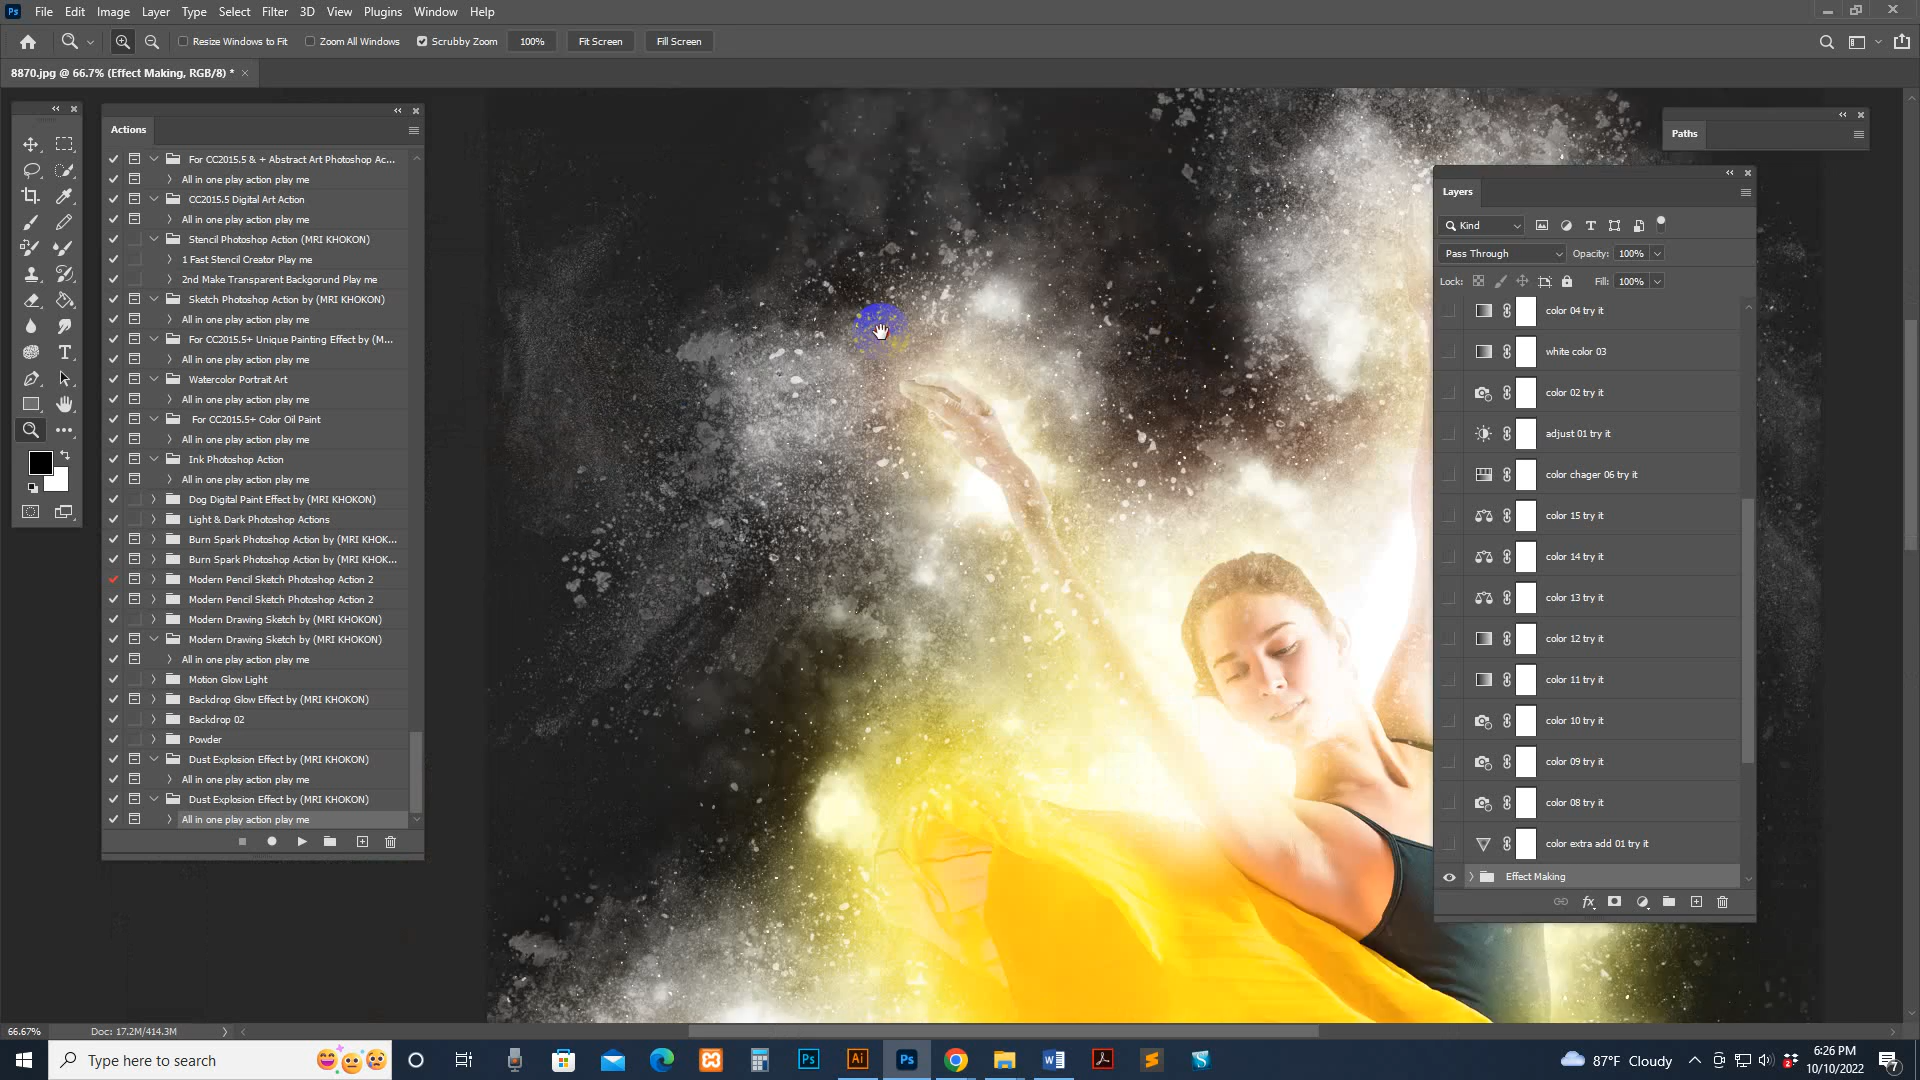 File Edit Image Layer Type Select Filter 3D View Plugins Window Help
Resize Windows to Fit Zoom All Windows Scrubby Zoom 100% Fit Screen Fill Screen
8870.jpg @ 66.7% (Effect Making, RGB/8) *
Actions
For CC2015.5 & + Abstract Art Photoshop Ac...
All in one play action play me
CC2015.5 Digital Art Action
All in one play action play me
Stencil Photoshop Action (MRI KHOKON)
1 Fast Stencil Creator Play me
2nd Make Transparent Backgorund Play me
Sketch Photoshop Action by (MRI KHOKON)
All in one play action play me
For CC2015.5+ Unique Painting Effect by (M...
All in one play action play me
Watercolor Portrait Art
All in one play action play me
For CC2015.5+ Color Oil Paint
All in one play action play me
Ink Photoshop Action
All in one play action play me
Dog Digital Paint Effect by (MRI KHOKON)
Light & Dark Photoshop Actions
Burn Spark Photoshop Action by (MRI KHOK...
Burn Spark Photoshop Action by (MRI KHOK...
Modern Pencil Sketch Photoshop Action 2
Modern Pencil Sketch Photoshop Action 2
Modern Drawing Sketch by (MRI KHOKON)
Modern Drawing Sketch by (MRI KHOKON)
All in one play action play me
Motion Glow Light
Backdrop Glow Effect by (MRI KHOKON)
Backdrop 02
Powder
Dust Explosion Effect by (MRI KHOKON)
All in one play action play me
Dust Explosion Effect by (MRI KHOKON)
All in one play action play me
Paths
Layers
Kind
Pass Through Opacity: 100%
Lock: Fill: 100%
color 04 try it
white color 03
color 02 try it
adjust 01 try it
color chager 06 try it
color 15 try it
color 14 try it
color 13 try it
color 12 try it
color 11 try it
color 10 try it
color 09 try it
color 08 try it
color extra add 01 try it
Effect Making
fx
66.67% Doc: 17.2M/414.3M
Type here to search
87°F Cloudy
6:26 PM
10/10/2022
7